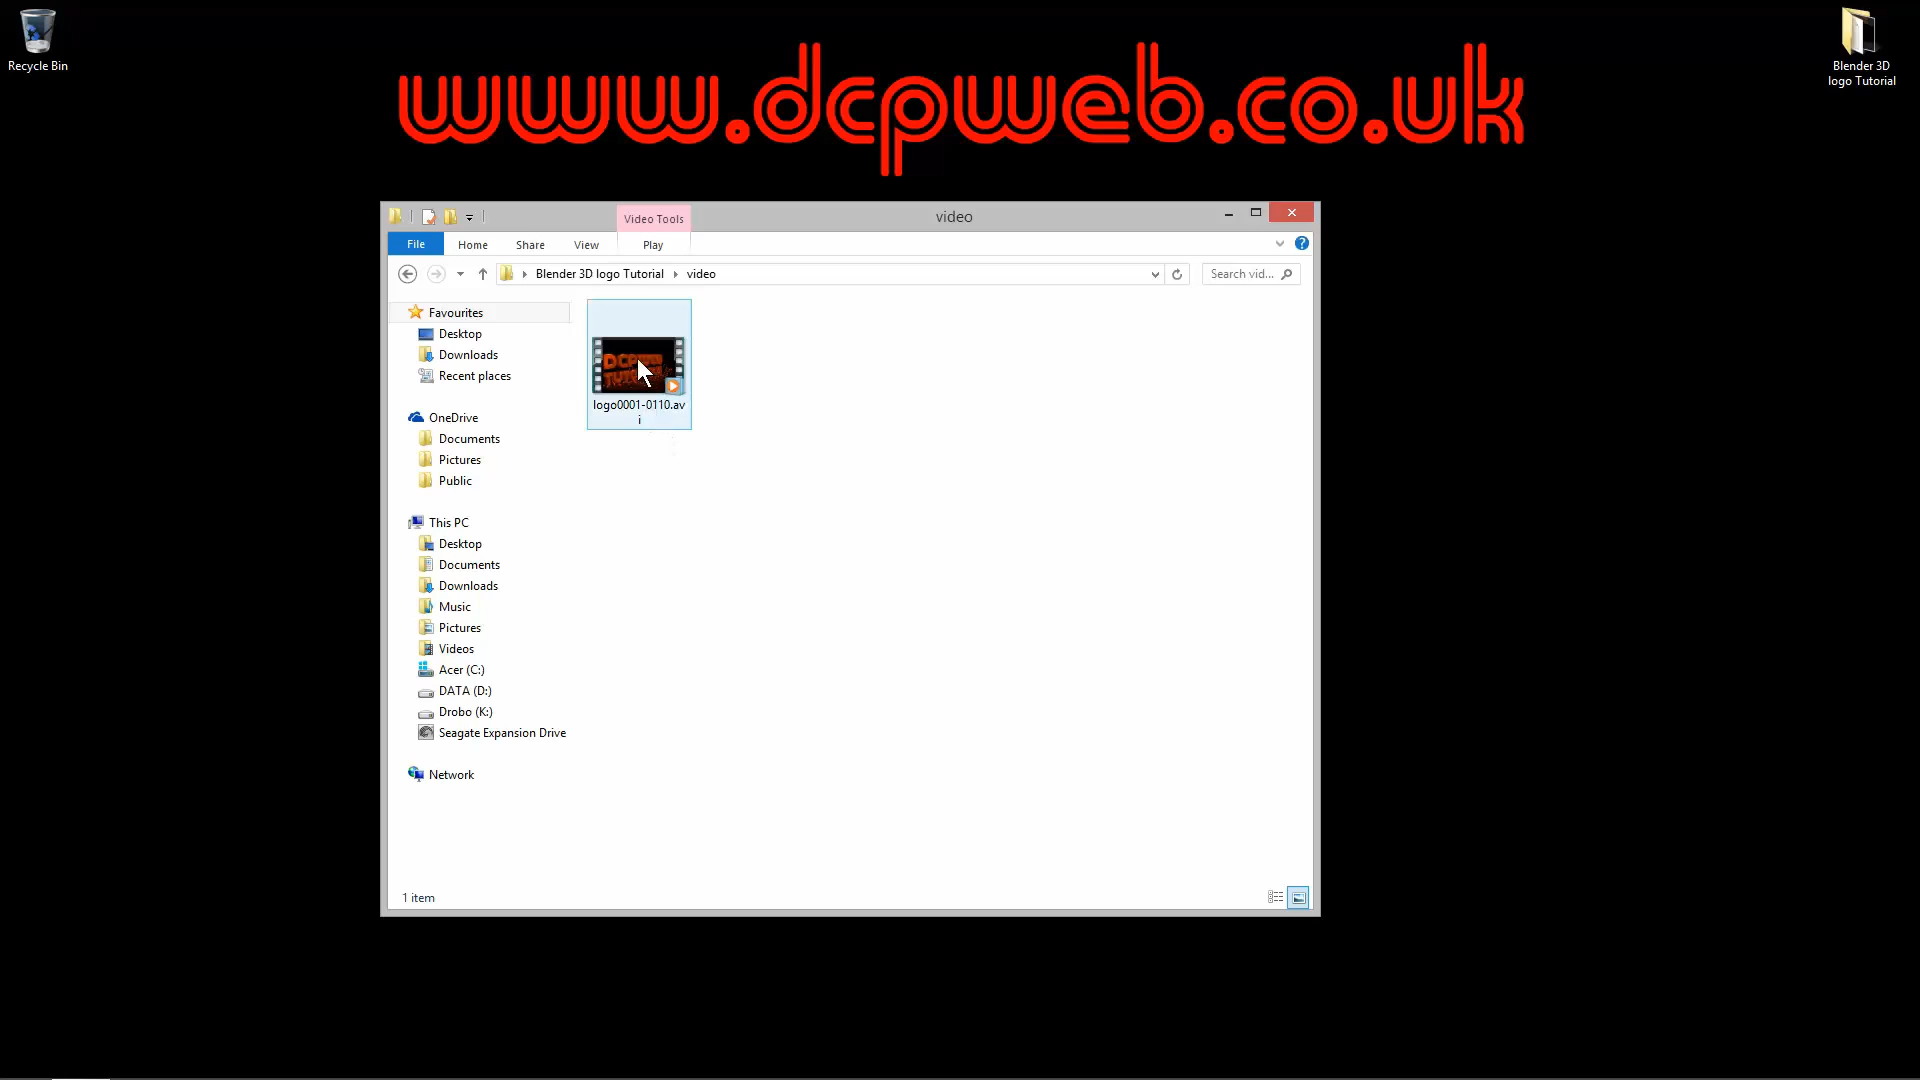 Recycle Bin
Blender 3D
logo Tutorial
www.dcpweb.co.uk
Video Tools
video
File
Home
Share
View
Play
Blender 3D logo Tutorial
video
Search vid...
Favourites
Desktop
Downloads
Recent places
OneDrive
Documents
Pictures
Public
This PC
Desktop
Documents
Downloads
Music
Pictures
Videos
Acer (C:)
DATA (D:)
Drobo (K:)
Seagate Expansion Drive
Network
logo0001-0110.av
i
1 item